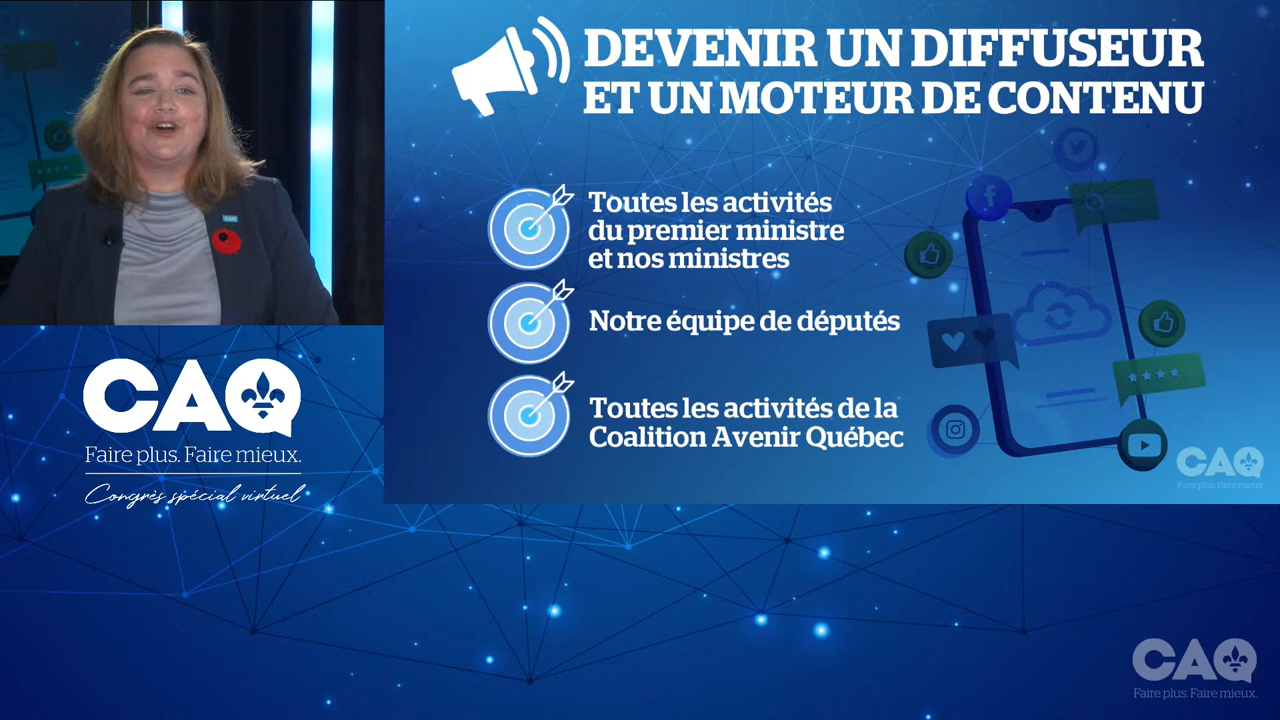 DEVENIR UN DIFFUSEUR
ET UN MOTEUR DE CONTENU
Toutes les activités
du premier ministre
et nos ministres
Notre équipe de députés
Toutes les activités de la
Coalition Avenir Québec
CAQ
Faire plus. Faire mieux.
Congrès spécial virtuel
CAQ
Faire plus. Faire mieux.
CAQ
Faire plus. Faire mieux.